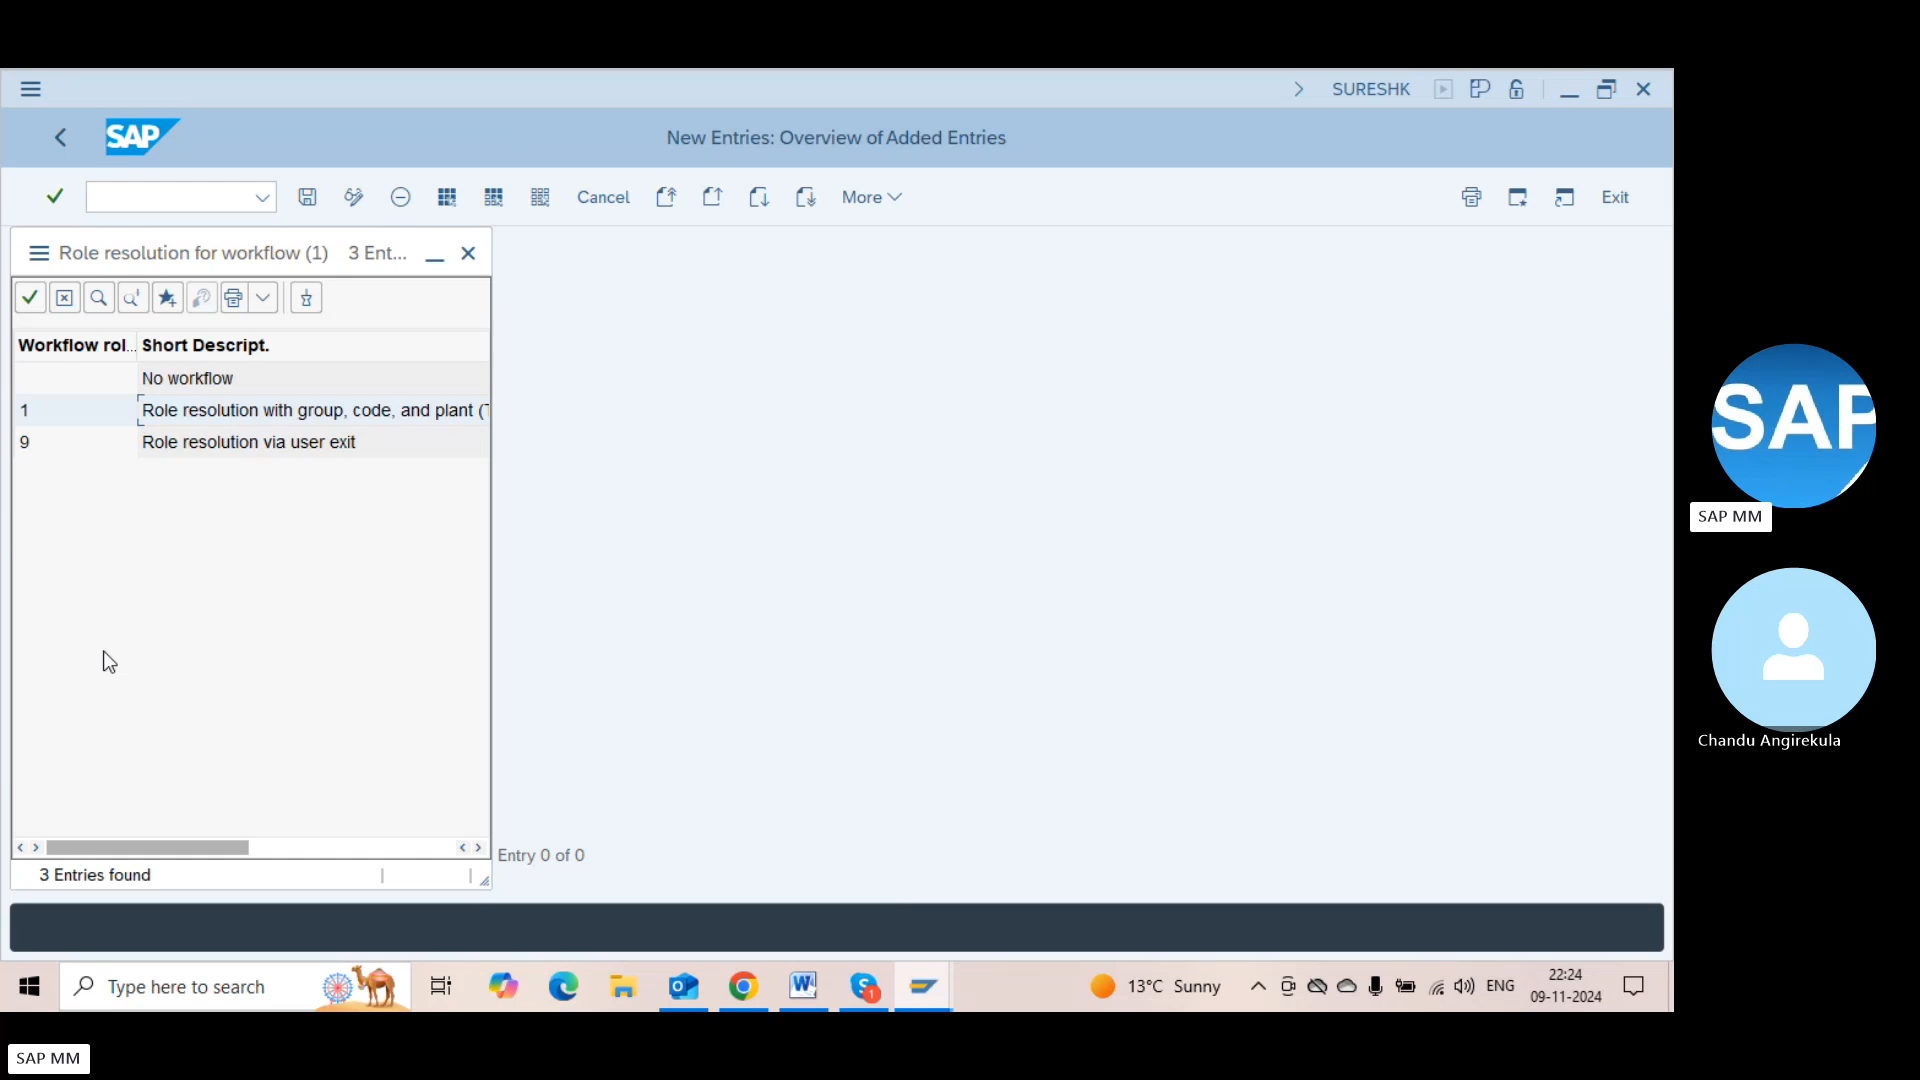 SURESHK
SAP
New Entries: Overview of Added Entries
Cancel
More
Exit
Role resolution for workflow (1) 3 Ent...
Workflow rol... Short Descript.
No workflow
1 Role resolution with group, code, and plant (T
9 Role resolution via user exit
Entry 0 of 0
3 Entries found
SAP
SAP MM
Chandu Angirekula
Type here to search
1
13°C Sunny
ENG
22:24
09-11-2024
SAP MM